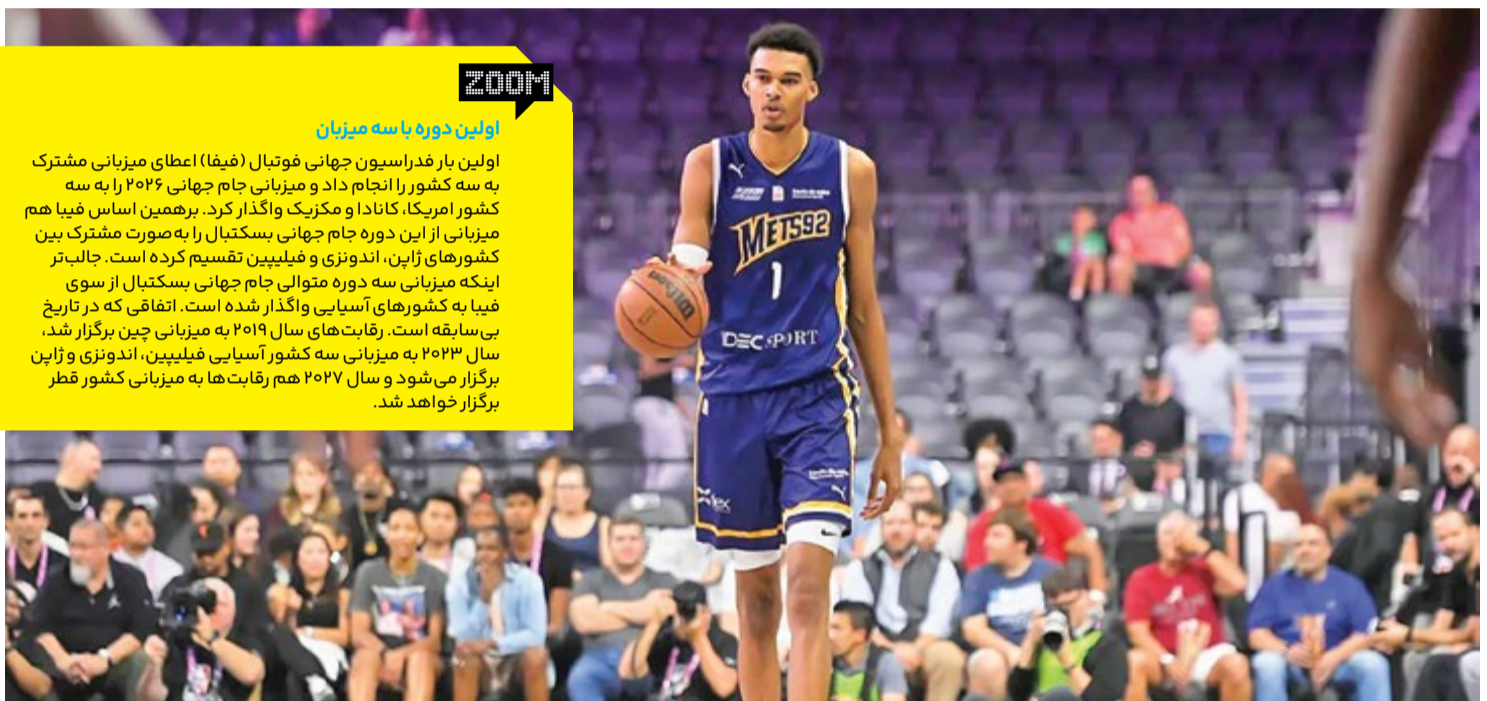 ZOOM
اولین دوره با سه میزبان
اولین بار فدراسیون جهانی فوتبال (فیفا) اعطای میزبانی مشترک
به سه کشور را انجام داد و میزبانی جام جهانی ۲۰۲۶ را به سه
کشور امریکا، کانادا و مکزیک واگذار کرد. برهمین اساس فیبا هم
میزبانی از این دوره جام جهانی بسکتبال را به‌صورت مشترک بین
کشورهای ژاپن، اندونزی و فیلیپین تقسیم کرده است. جالب‌تر
اینکه میزبانی سه دوره متوالی جام جهانی بسکتبال از سوی
فیبا به کشورهای آسیایی واگذار شده است. اتفاقی که در تاریخ
بی‌سابقه است. رقابت‌های سال ۲۰۱۹ به میزبانی چین برگزار شد،
سال ۲۰۲۳ به میزبانی سه کشور آسیایی فیلیپین، اندونزی و ژاپن
برگزار می‌شود و سال ۲۰۲۷ هم رقابت‌ها به میزبانی کشور قطر
برگزار خواهد شد.
METS92
1
WILSON
IDEC SPORT